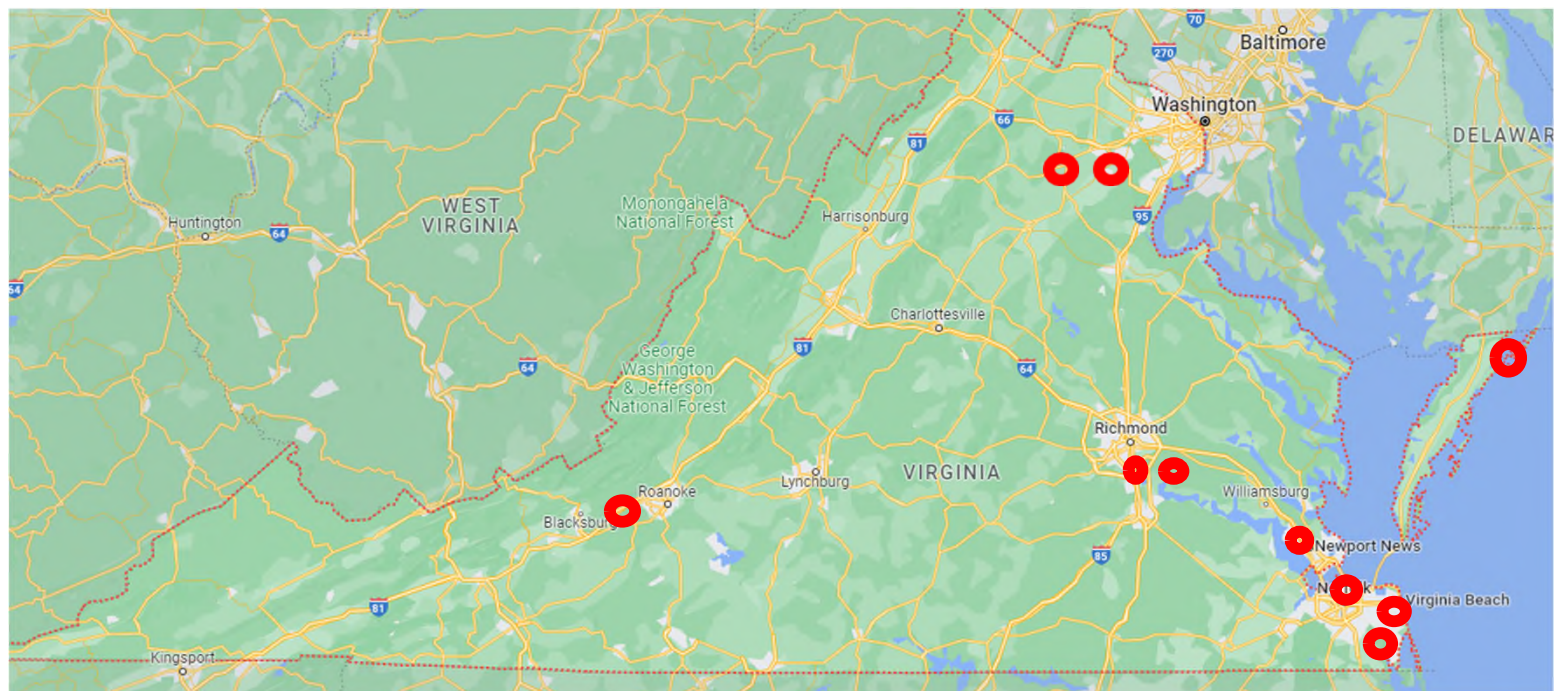 70
Baltimore
270
Washington
66
DELAWAR
81
WEST
VIRGINIA
Monongahela
National Forest
Huntington
64
Harrisonburg
95
64
Charlottesville
81
George
Washington
& Jefferson
National Forest
64
64
Richmond
VIRGINIA
Lynchburg
Roanoke
Williamsburg
Blacksburg
Newport News
85
Virginia Beach
81
Kingsport